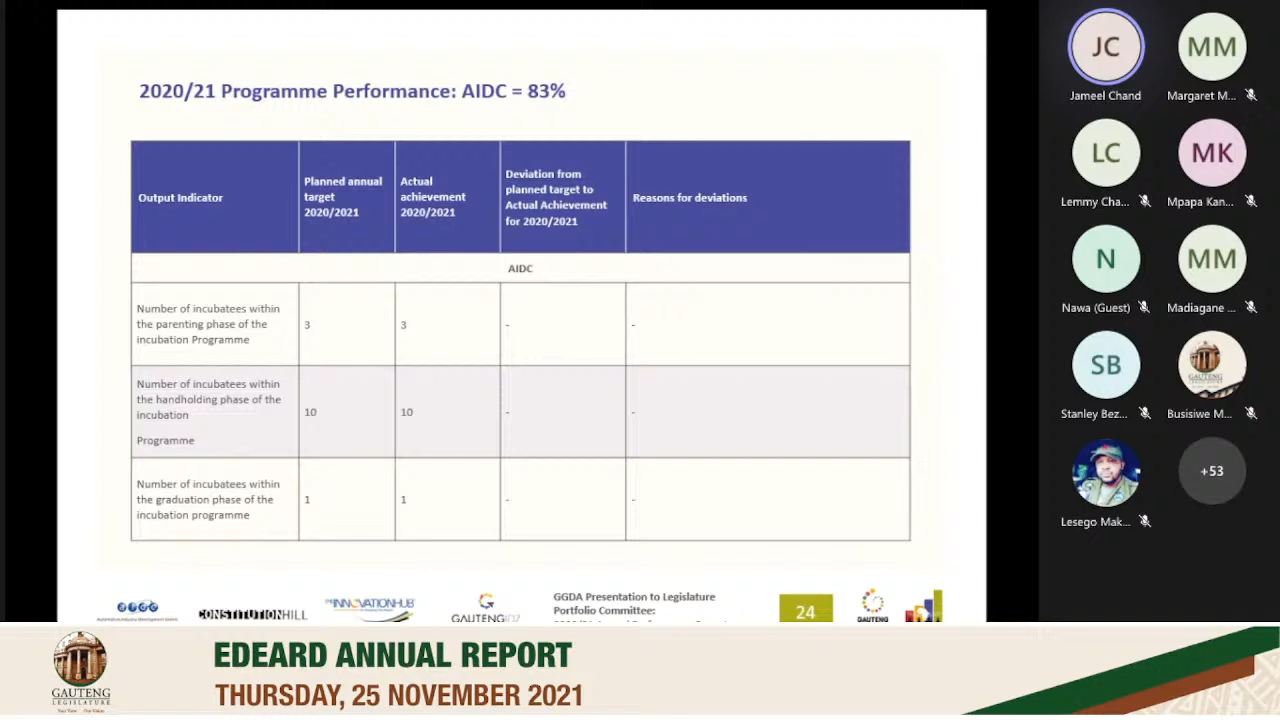 2020/21 Programme Performance: AIDC = 83%
Output Indicator
Planned annual
target
2020/2021
Actual
achievement
2020/2021
Deviation from
planned target to
Actual Achievement
for 2020/2021
Reasons for deviations
AIDC
Number of incubatees within
the parenting phase of the
incubation Programme
3
3
-
-
Number of incubatees within
the handholding phase of the
incubation
Programme
10
10
-
-
Number of incubatees within
the graduation phase of the
incubation programme
1
1
-
-
CONSTITUTIONHILL
THEINNOVATIONHUB
GGDA Presentation to Legislature
Portfolio Committee:
24
GAUTENG
JC
Jameel Chand
MM
Margaret M...
LC
Lemmy Cha...
MK
Mpapa Kan...
N
Nawa (Guest)
MM
Madiagane ...
SB
Stanley Bez...
Busisiwe M...
Lesego Mak...
+53
GAUTENG
LEGISLATURE
EDEARD ANNUAL REPORT
THURSDAY, 25 NOVEMBER 2021